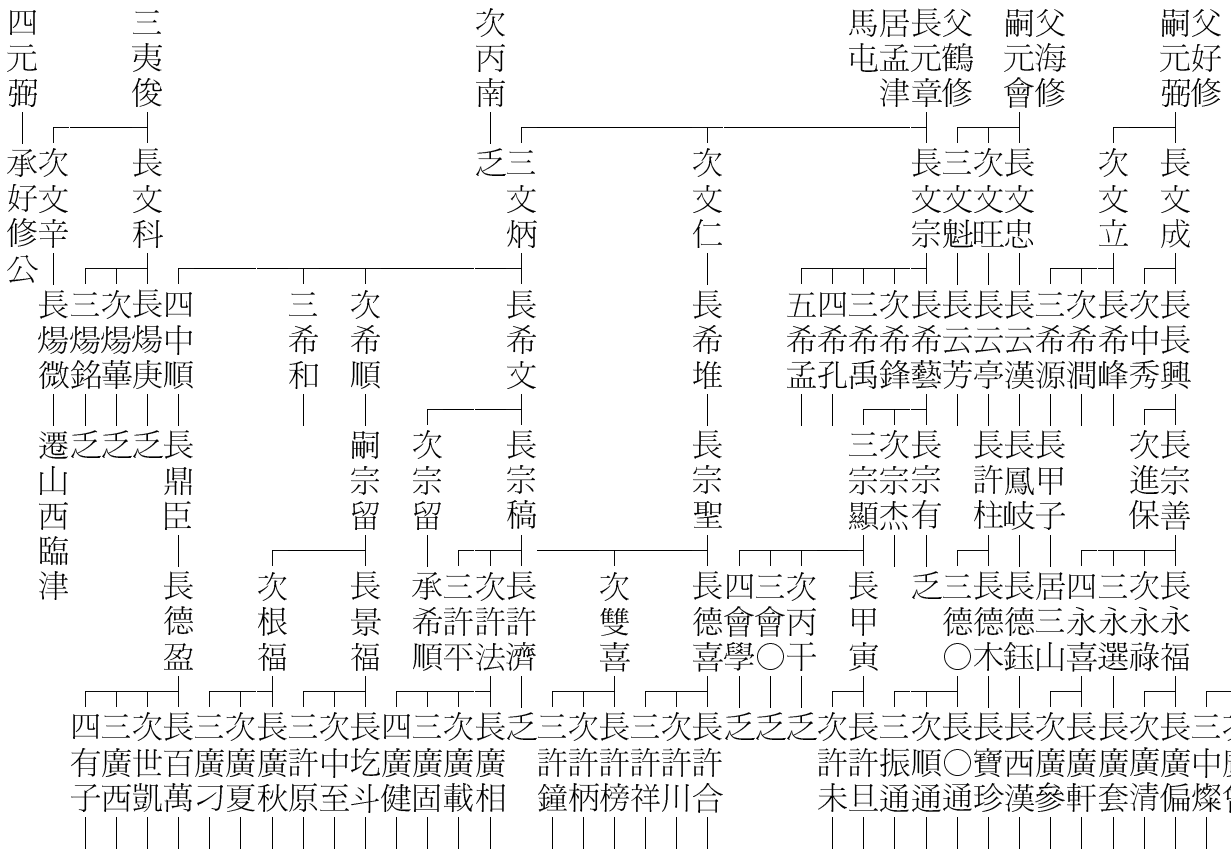 父好修
嗣元弼
父海修
嗣元會
父鶴修
長元章
居孟津
馬屯
次丙南
三夷俊
四元弼
長文成
次文立
長文忠
次文旺
三文魁
長文宗
次文仁
三文炳
乏
長文科
次文辛
承好修公
長長興
次中秀
長希峰
次希潤
三希源
長云漢
長云亭
長云芳
長希藝
次希鋒
三希禹
四希孔
五希孟
長希堆
長希文
次希順
三希和
四中順
長煬庚
次煬華
三煬銘
長煬微
長宗善
次進保
長甲子
長鳳岐
長許柱
長宗有
次宗杰
三宗顯
長宗聖
長宗稿
次宗留
嗣宗留
長鼎臣
乏
乏
乏
遷山西臨津
長永福
次永祿
三永選
四永喜
居三山
長德鈺
長德木
三德〇
乏
長甲寅
次丙干
三會〇
四會學
長德喜
次雙喜
長許濟
次許法
三許平
承希順
長景福
次根福
長德盈
三中燦
長廣偏
次廣清
長廣套
長廣軒
次廣參
長西漢
長寶珍
長〇通
次順通
三振通
長許旦
次許未
乏
乏
乏
長許合
次許川
三許祥
長許榜
次許柄
三許鐘
乏
長廣相
次廣載
三廣固
四廣健
長圪斗
次中至
三許原
長廣秋
次廣夏
三廣刁
長百萬
次世凱
三廣西
四有子